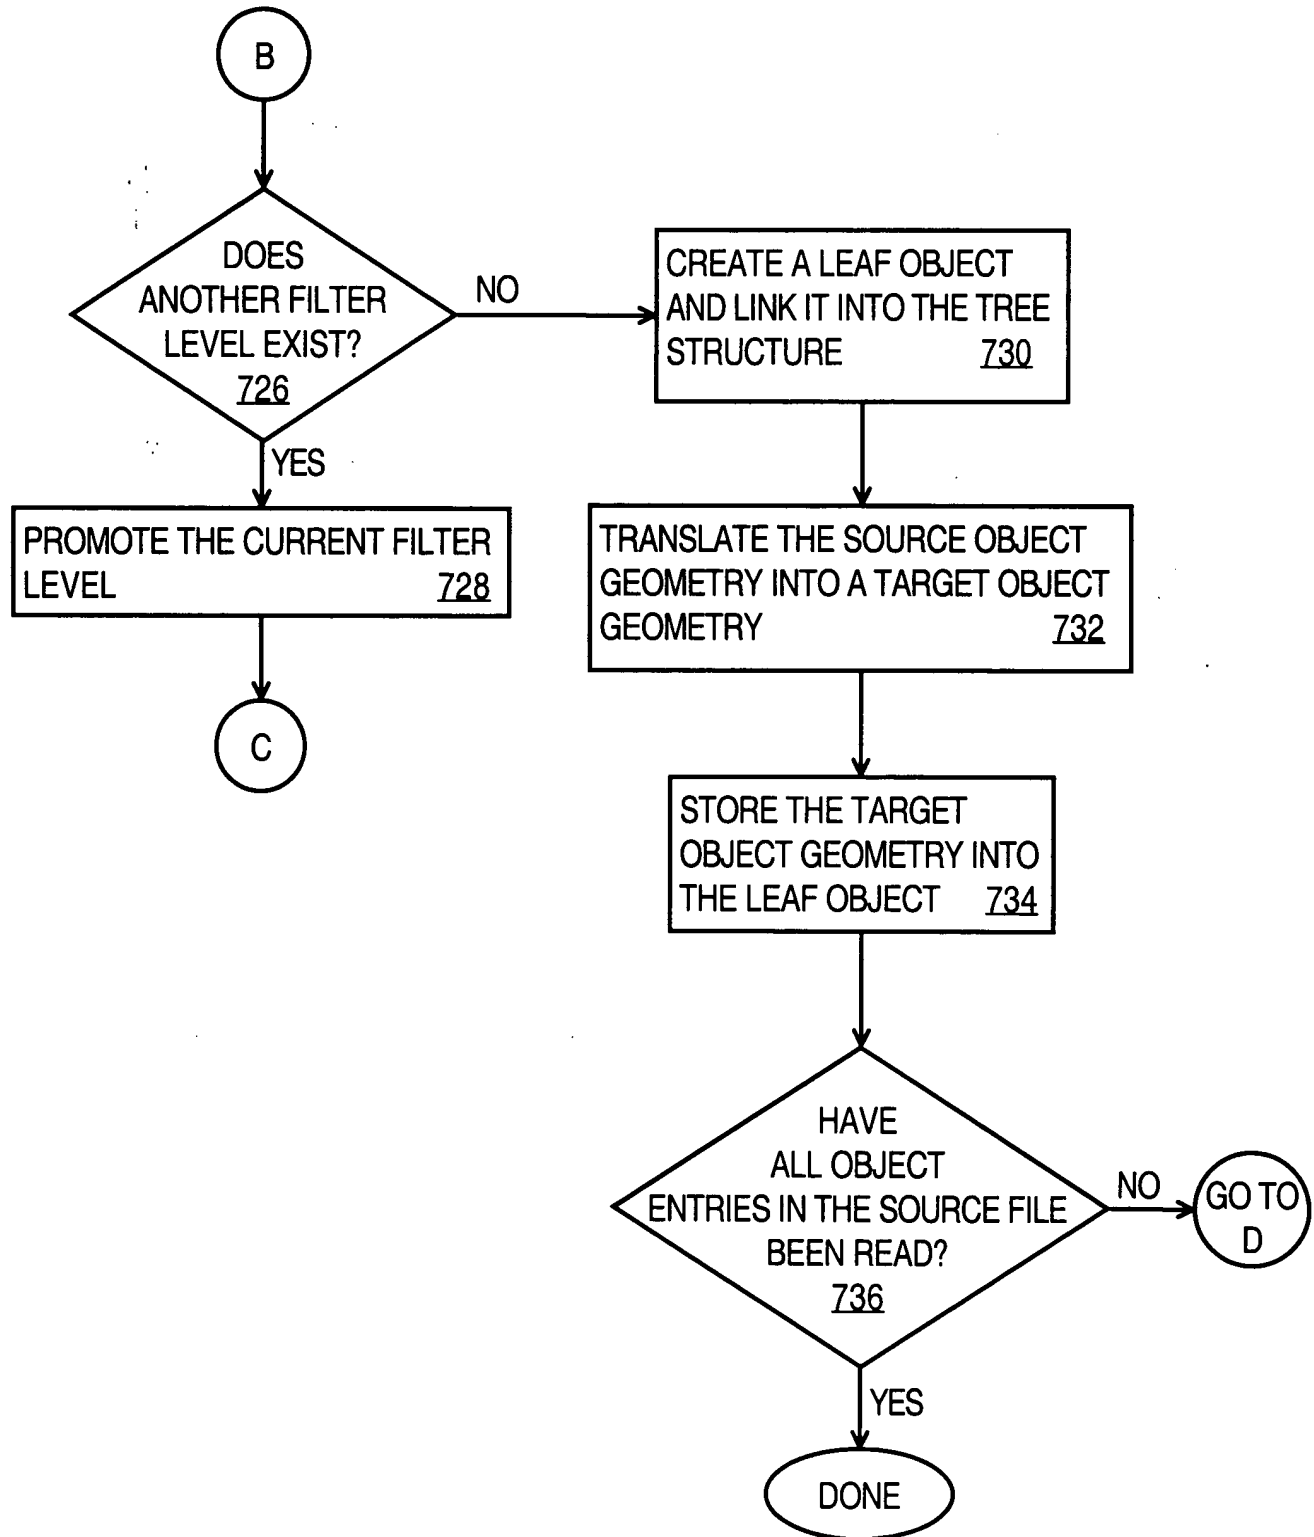 B
DOES
ANOTHER FILTER
LEVEL EXIST?
726
NO
YES
PROMOTE THE CURRENT FILTER
LEVEL 728
C
CREATE A LEAF OBJECT
AND LINK IT INTO THE TREE
STRUCTURE 730
TRANSLATE THE SOURCE OBJECT
GEOMETRY INTO A TARGET OBJECT
GEOMETRY 732
STORE THE TARGET
OBJECT GEOMETRY INTO
THE LEAF OBJECT 734
HAVE
ALL OBJECT
ENTRIES IN THE SOURCE FILE
BEEN READ?
736
NO
GO TO
D
YES
DONE